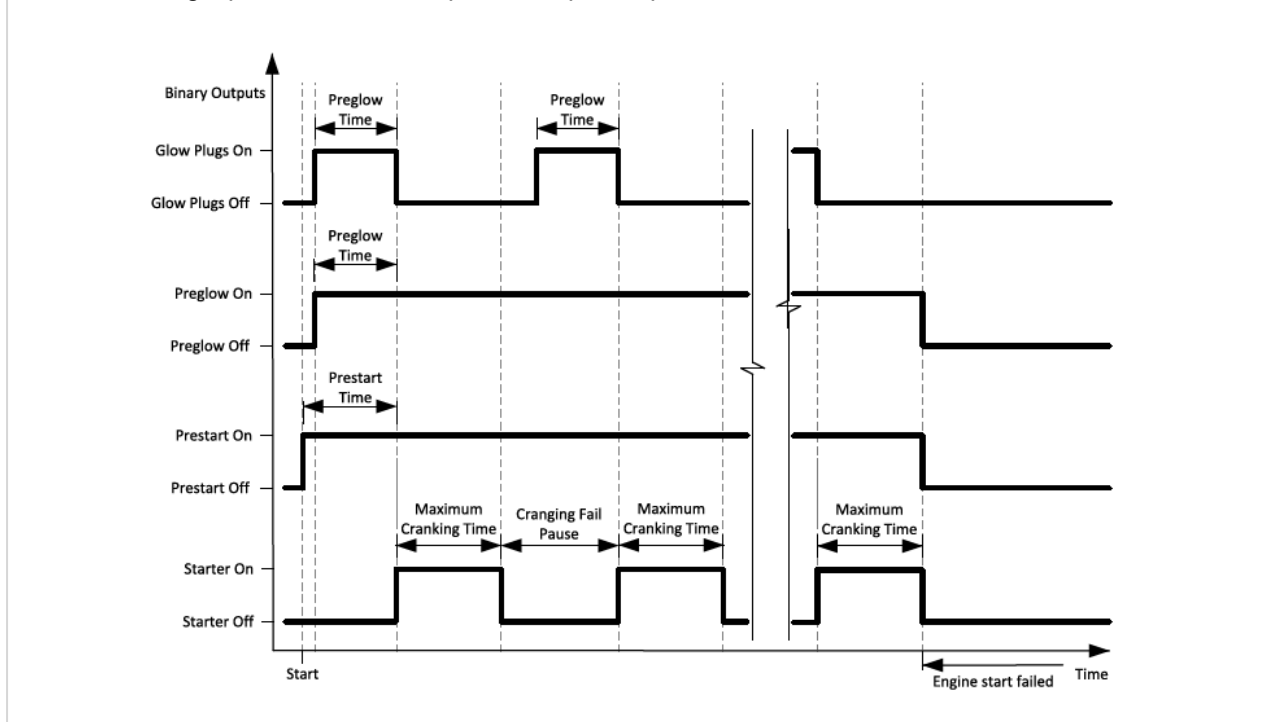 Binary Outputs
Preglow
Time
Preglow
Time
Glow Plugs On
Glow Plugs Off
Preglow
Time
Preglow On
Preglow Off
Prestart
Time
Prestart On
Prestart Off
Maximum
Cranking Time
Cranging Fail
Pause
Maximum
Cranking Time
Maximum
Cranking Time
Starter On
Starter Off
Start
Engine start failed
Time